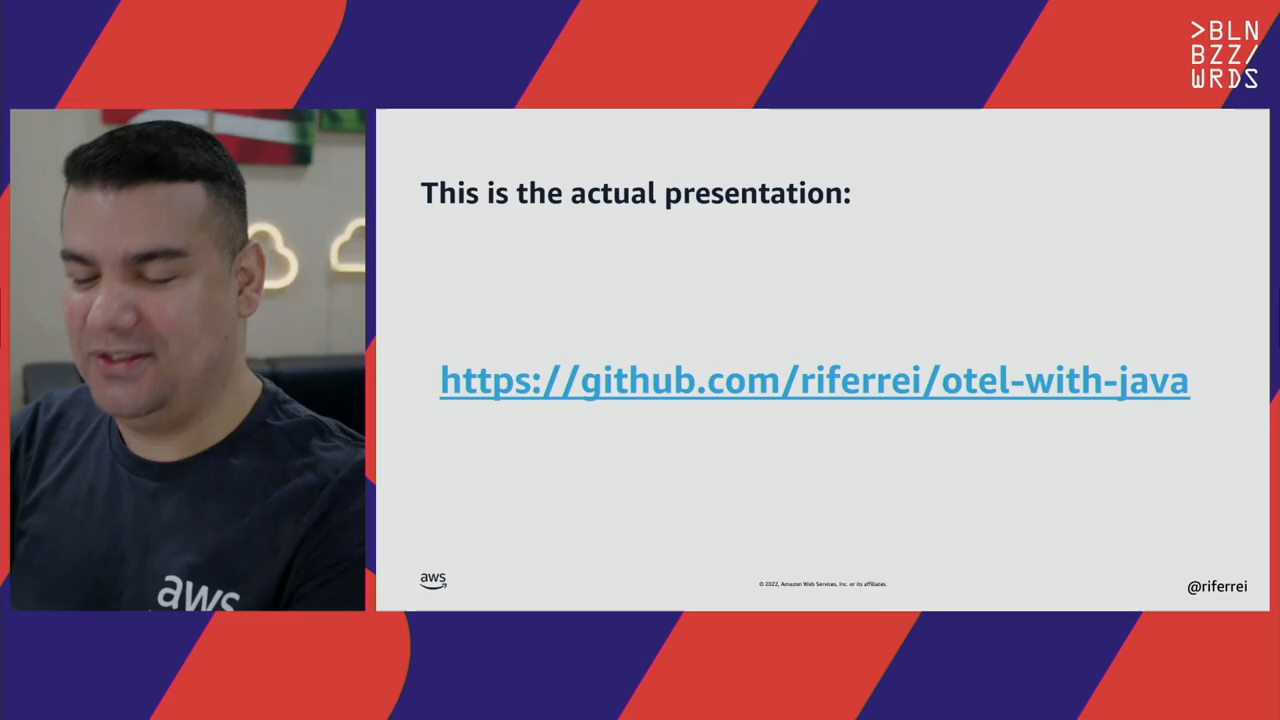 >BLN
BZZ/
WRDS
This is the actual presentation:
https://github.com/riferrei/otel-with-java
aws
aws
© 2022, Amazon Web Services, Inc. or its affiliates.
@riferrei